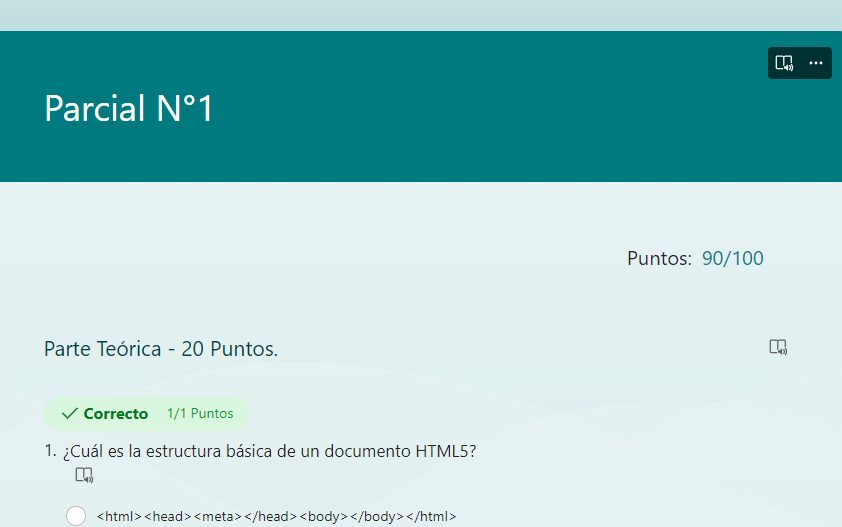 Parcial N°1
Puntos: 90/100
Parte Teórica - 20 Puntos.
Correcto 1/1 Puntos
1. ¿Cuál es la estructura básica de un documento HTML5?
<html><head><meta></head><body></body></html>